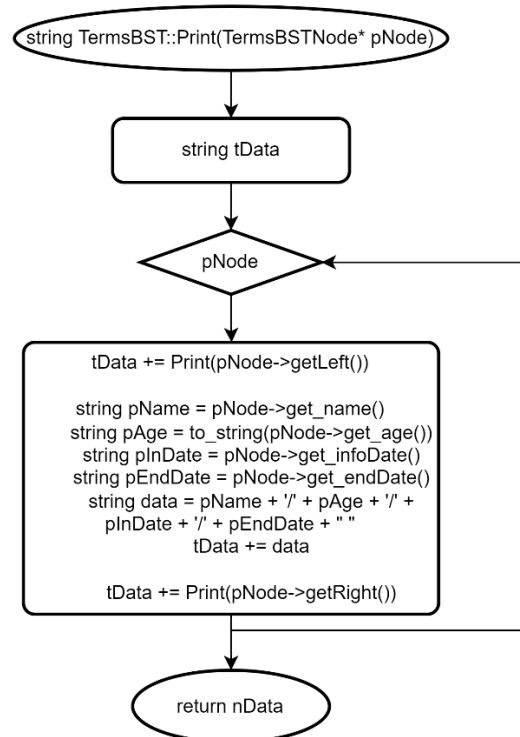 string TermsBST::Print(TermsBSTNode* pNode)
string tData
pNode
tData += Print(pNode->getLeft())
string pName = pNode->get_name()
string pAge = to_string(pNode->get_age())
string pInDate = pNode->get_infoDate()
string pEndDate = pNode->get_endDate()
string data = pName + '/' + pAge + '/' +
pInDate + '/' + pEndDate + " "
tData += data
tData += Print(pNode->getRight())
return nData